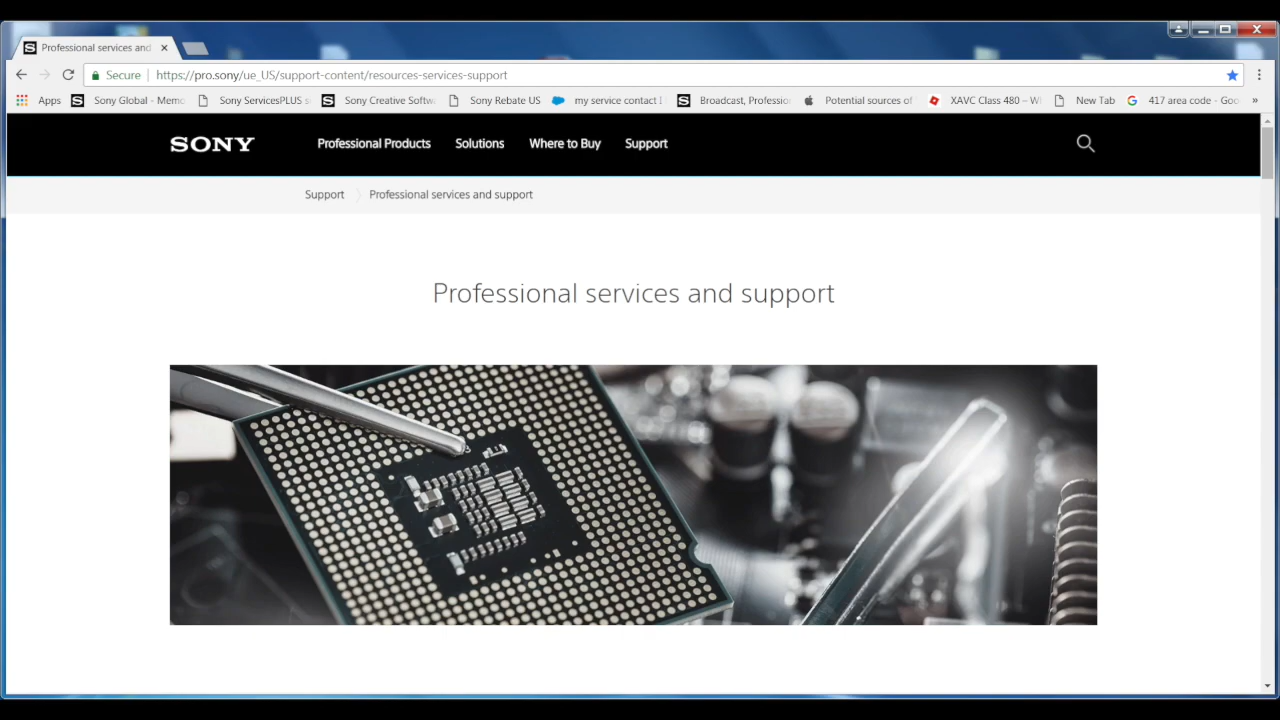 Professional services and
Secure https://pro.sony/ue_US/support-content/resources-services-support
Apps Sony Global - Memo Sony ServicesPLUS Sony Creative Softwa Sony Rebate US my service contact Broadcast, Professio Potential sources of XAVC Class 480 – New Tab 417 area code - Goo »
SONY Professional Products Solutions Where to Buy Support
Support Professional services and support
Professional services and support